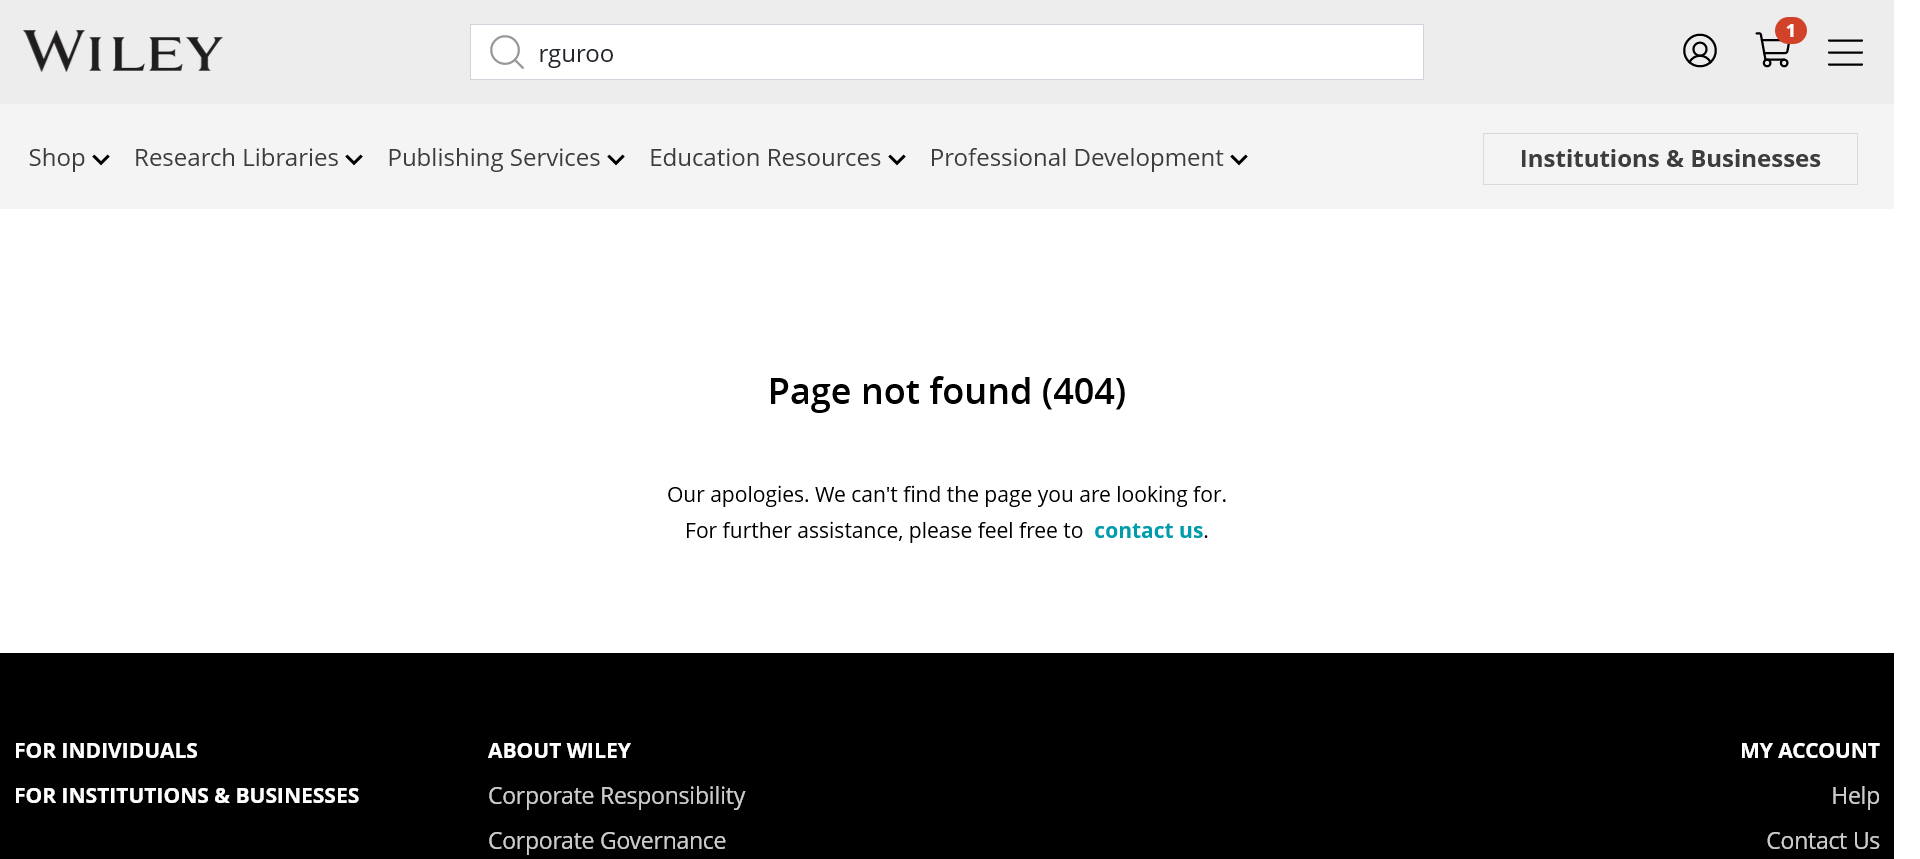 WILEY
rguroo
1
Shop
Research Libraries
Publishing Services
Education Resources
Professional Development
Institutions & Businesses
Page not found (404)
Our apologies. We can't find the page you are looking for.
For further assistance, please feel free to contact us.
FOR INDIVIDUALS
FOR INSTITUTIONS & BUSINESSES
ABOUT WILEY
Corporate Responsibility
Corporate Governance
MY ACCOUNT
Help
Contact Us